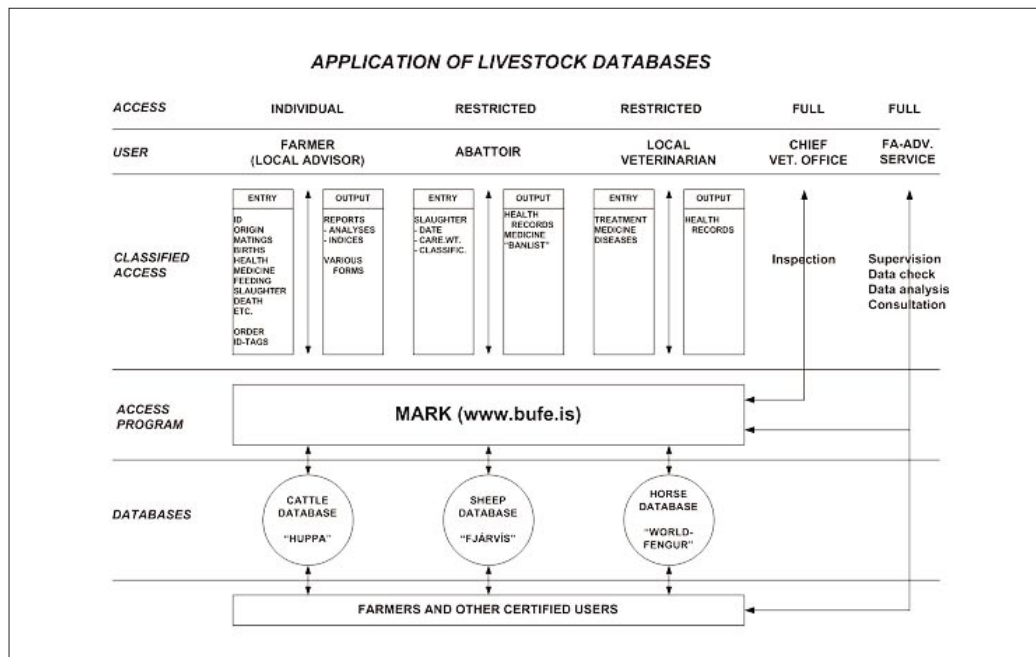 APPLICATION OF LIVESTOCK DATABASES
ACCESS INDIVIDUAL RESTRICTED RESTRICTED FULL FULL
USER
FARMER
(LOCAL ADVISOR)
ABATTOIR
LOCAL
VETERINARIAN
CHIEF
VET. OFFICE
FA-ADV.
SERVICE
CLASSIFIED
ACCESS
ENTRY
ID
ORIGIN
MATINGS
BIRTHS
HEALTH
MEDICINE
FEEDING
SLAUGHTER
DEATH
ETC.
ORDER
ID-TAGS
OUTPUT
REPORTS
- ANALYSES
- INDICES
VARIOUS
FORMS
ENTRY
SLAUGHTER
- DATE
- CARE.WT.
- CLASSIFIC.
OUTPUT
HEALTH
RECORDS
MEDICINE
“BANLIST”
ENTRY
TREATMENT
MEDICINE
DISEASES
OUTPUT
HEALTH
RECORDS
Inspection
Supervision
Data check
Data analysis
Consultation
ACCESS
PROGRAM
MARK (www.bufe.is)
DATABASES
CATTLE
DATABASE
“HUPPA”
SHEEP
DATABASE
“FJÁRVÍS”
HORSE
DATABASE
“WORLD-
FENGUR”
FARMERS AND OTHER CERTIFIED USERS